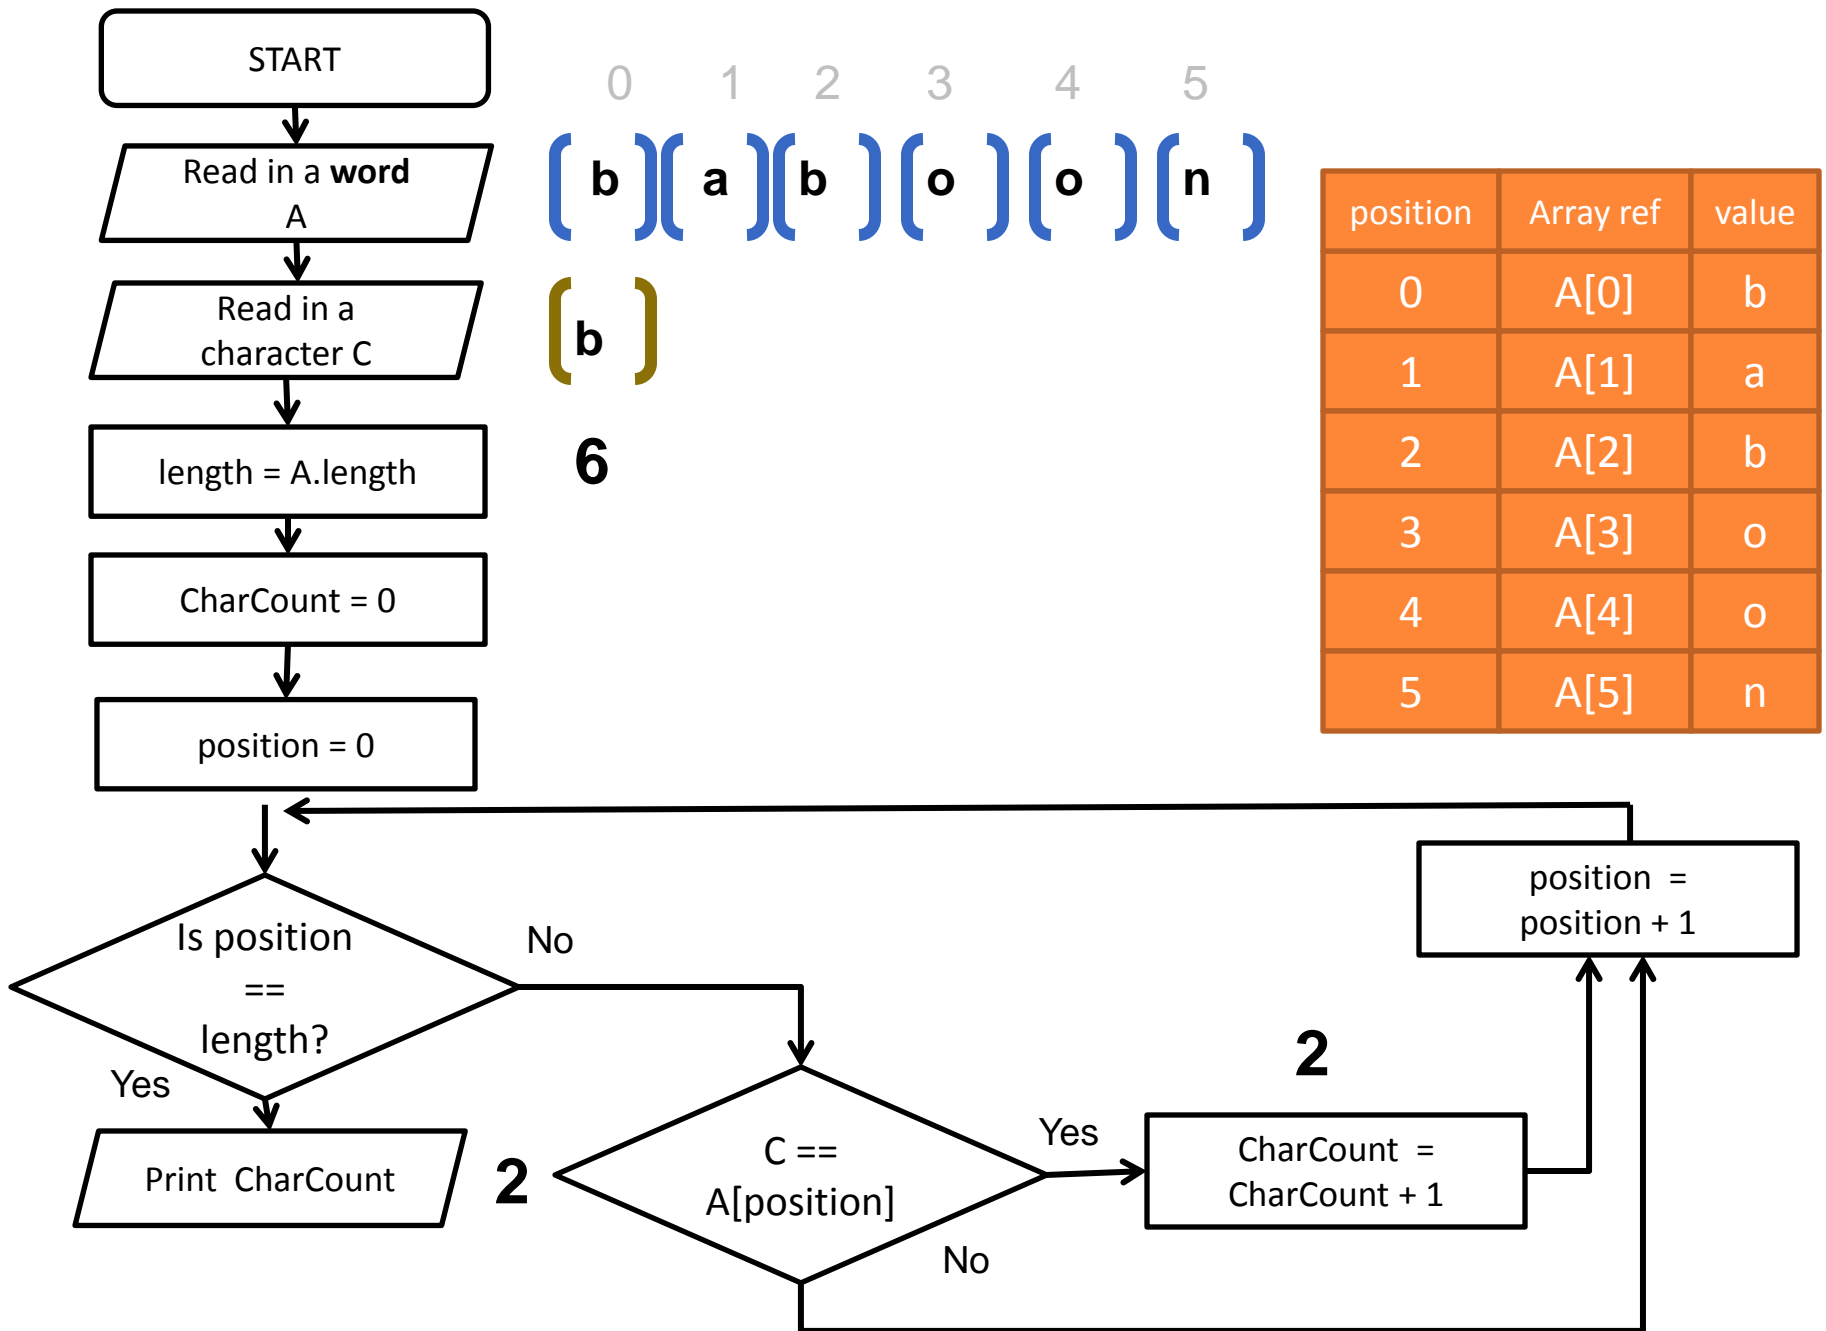 START
Read in a word
A
Read in a
character C
length = A.length
CharCount = 0
position = 0
0 1 2 3 4 5
b a b o o n
b
6
position Array ref value
0 A[0] b
1 A[1] a
2 A[2] b
3 A[3] o
4 A[4] o
5 A[5] n
Is position
==
length?
No
Yes
Print CharCount
2
C ==
A[position]
Yes
No
2
CharCount =
CharCount + 1
position =
position + 1